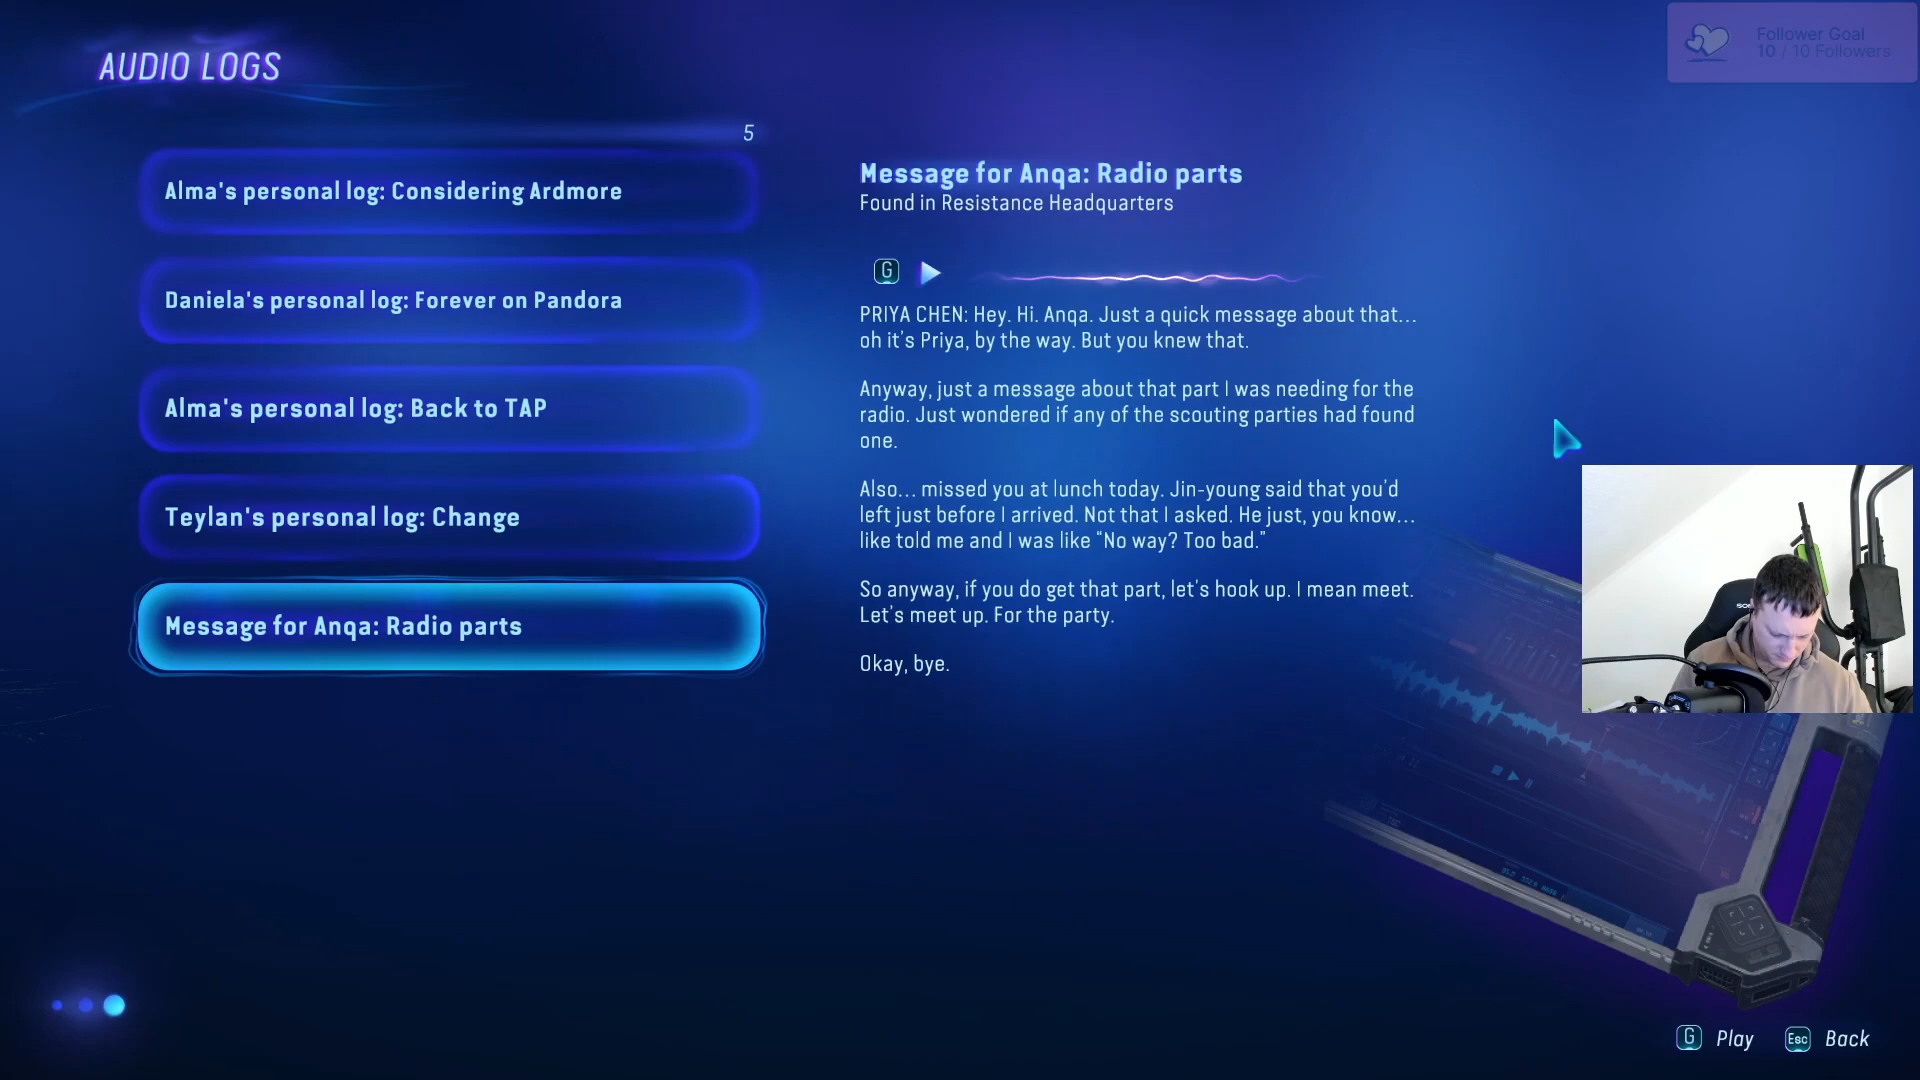 AUDIO LOGS
Follower Goal
10 / 10 Followers
5
Alma's personal log: Considering Ardmore
Daniela's personal log: Forever on Pandora
Alma's personal log: Back to TAP
Teylan's personal log: Change
Message for Anqa: Radio parts
Message for Anqa: Radio parts
Found in Resistance Headquarters
G
PRIYA CHEN: Hey. Hi. Anqa. Just a quick message about that...
oh it's Priya, by the way. But you knew that.
Anyway, just a message about that part I was needing for the
radio. Just wondered if any of the scouting parties had found
one.
Also... missed you at lunch today. Jin-young said that you'd
left just before I arrived. Not that I asked. He just, you know...
like told me and I was like “No way? Too bad.”
So anyway, if you do get that part, let's hook up. I mean meet.
Let's meet up. For the party.
Okay, bye.
G Play Esc Back